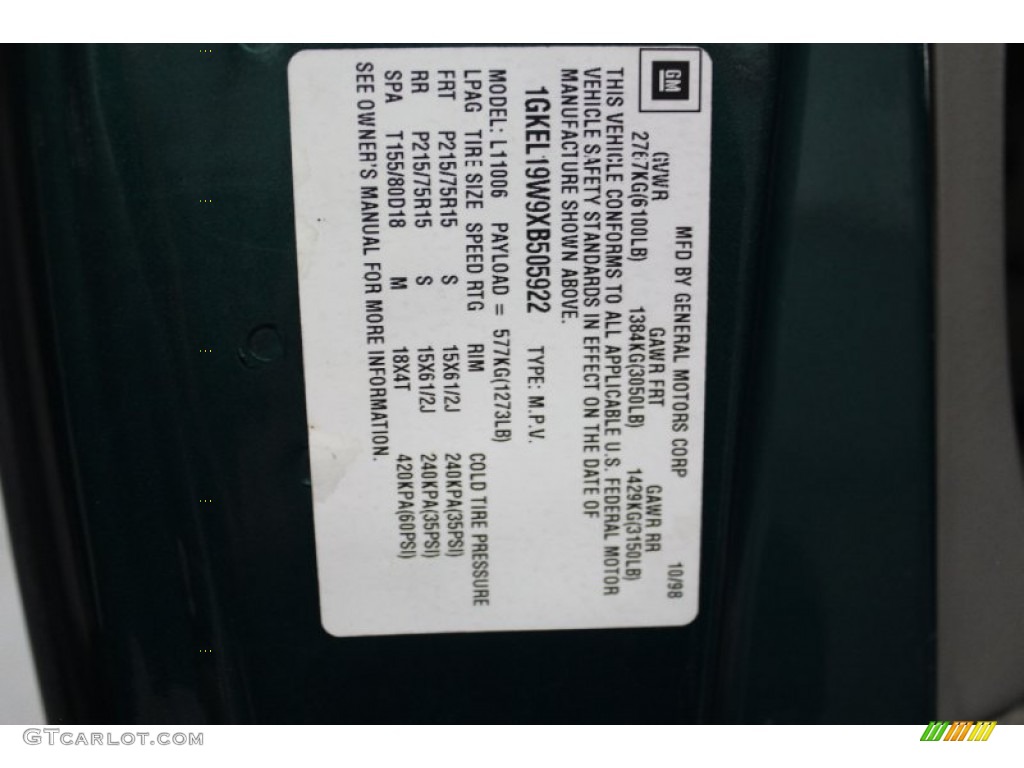 GM
MFD BY GENERAL MOTORS CORP 10/98
GVWR GAWR FRT GAWR RR
2767KG(6100LB) 1384KG(3050LB) 1429KG(3150LB)
THIS VEHICLE CONFORMS TO ALL APPLICABLE U.S. FEDERAL MOTOR
VEHICLE SAFETY STANDARDS IN EFFECT ON THE DATE OF
MANUFACTURE SHOWN ABOVE.
1GKEL19W9XB505922 TYPE: M.P.V.
MODEL: L11006 PAYLOAD = 577KG(1273LB)
LPAG TIRE SIZE SPEED RTG RIM COLD TIRE PRESSURE
FRT P215/75R15 S 15X61/2J 240KPA(35PSI)
RR P215/75R15 S 15X61/2J 240KPA(35PSI)
SPA T155/80D18 M 18X4T 420KPA(60PSI)
SEE OWNER'S MANUAL FOR MORE INFORMATION.
GTCarlot.com